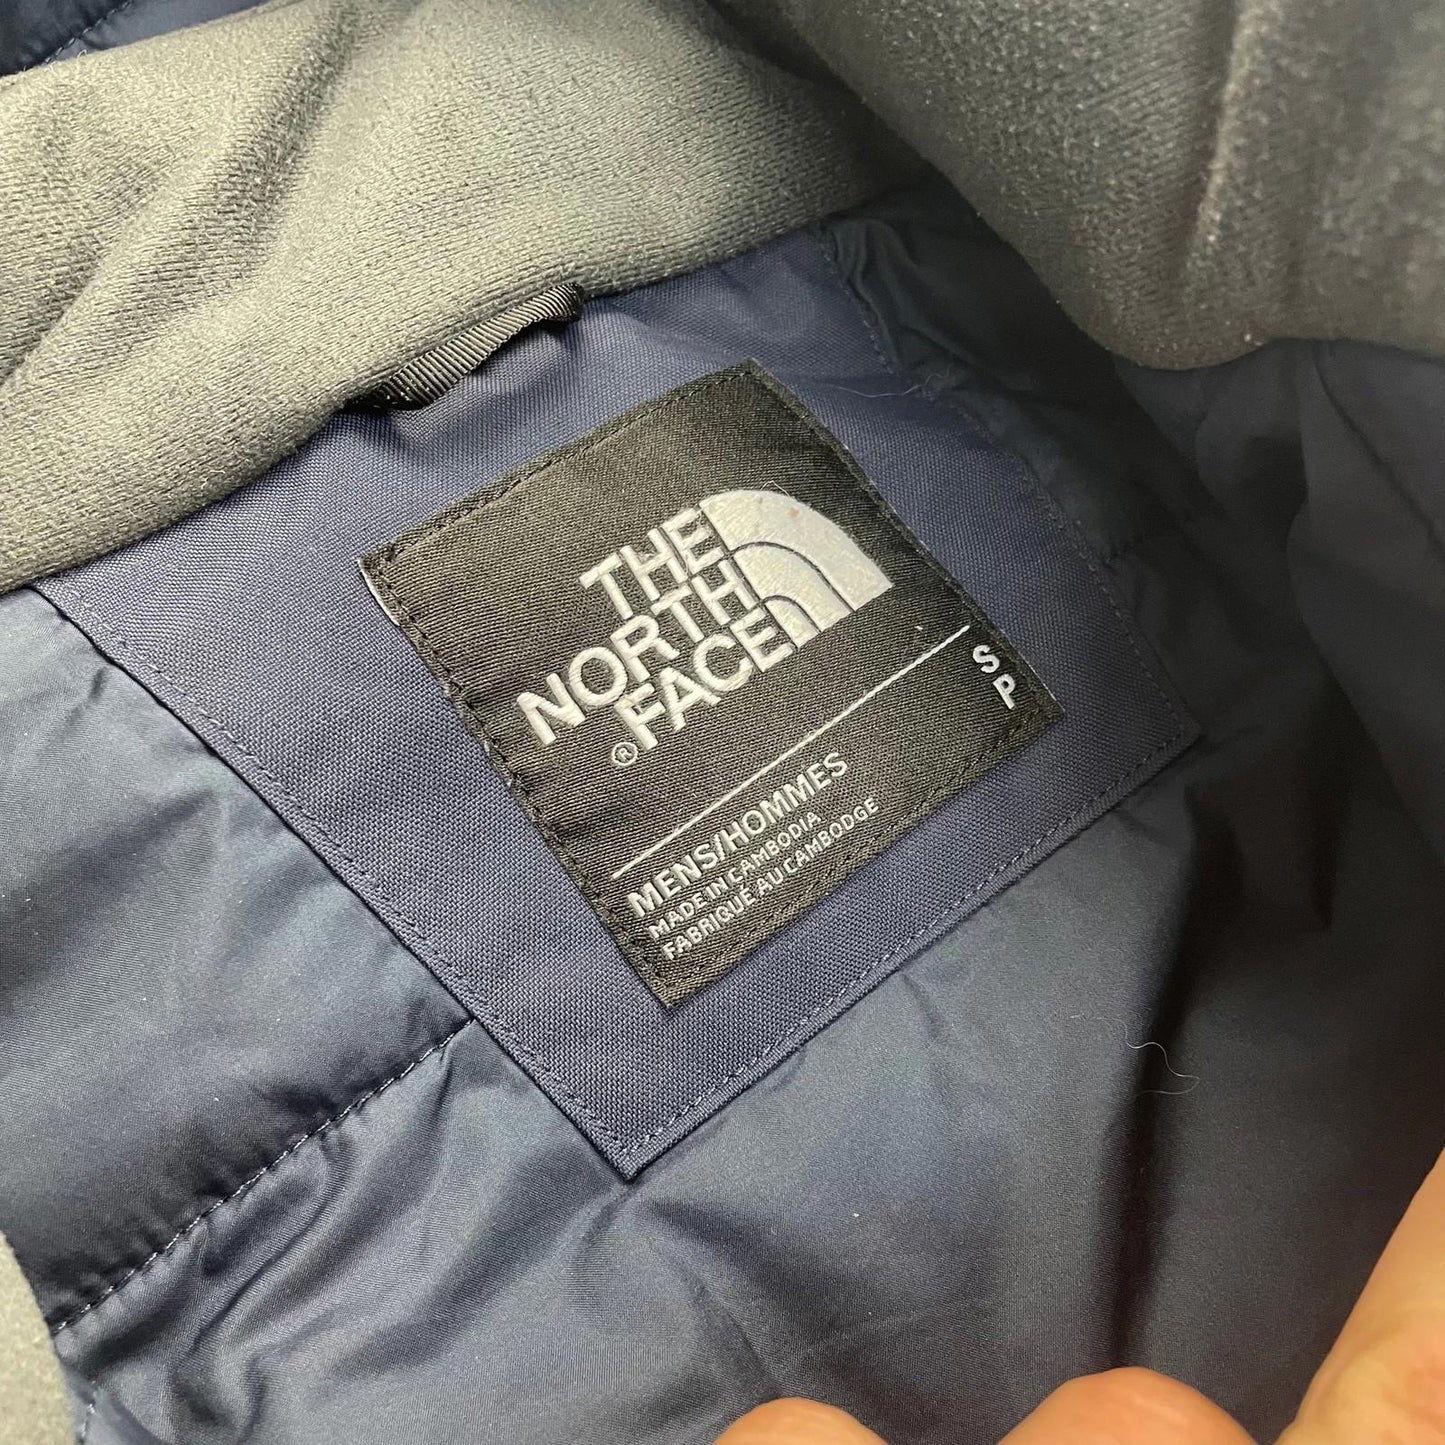 THE
NORTH
FACE
®
S
P
MENS/HOMMES
MADE IN CAMBODIA
FABRIQUÉ AU CAMBODGE